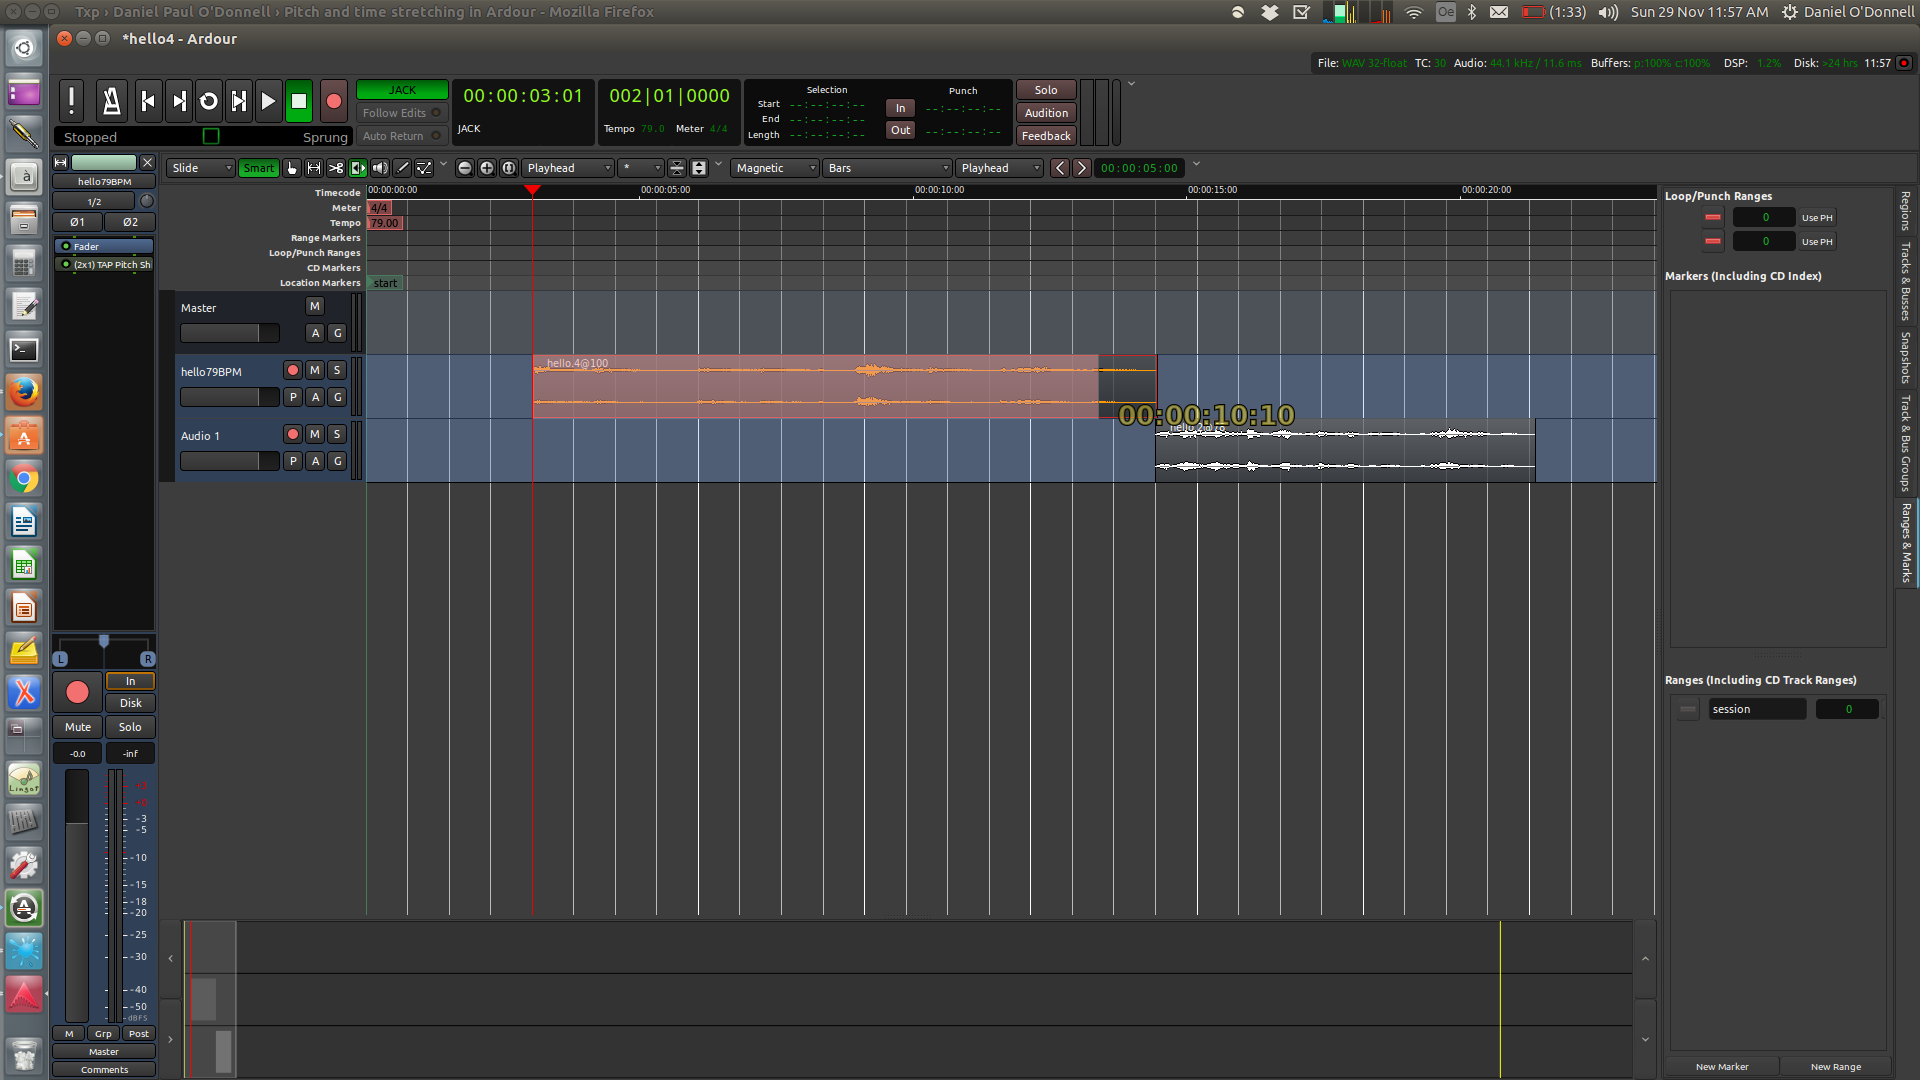 Txp › Daniel Paul O'Donnell › Pitch and time stretching in Ardour - Mozilla Firefox
Oe
(1:33)
Sun 29 Nov 11:57 AM
Daniel O'Donnell
*hello4 - Ardour
File: WAV 32-float TC: 30 Audio: 44.1 kHz / 11.6 ms Buffers: p:100% c:100% DSP: 1.2% Disk: >24 hrs 11:57
JACK
Follow Edits
Auto Return
Stopped
Sprung
00:00:03:01
JACK
002|01|0000
Tempo 79.0 Meter 4/4
Selection
Start --:--:--:--
End --:--:--:--
Length --:--:--:--
In
Out
Punch
--:--:--:--
--:--:--:--
Solo
Audition
Feedback
Slide
Smart
Playhead
*
Magnetic
Bars
Playhead
00:00:05:00
hello79BPM
1/2
Ø1
Ø2
Fader
(2x1) TAP Pitch Sh
Timecode
00:00:00:00
00:00:05:00
00:00:10:00
00:00:15:00
00:00:20:00
Meter
4/4
Tempo
79.00
Range Markers
Loop/Punch Ranges
CD Markers
Location Markers
start
Master
M
A
G
hello79BPM
M
S
P
A
G
hello.4@100
00:00:10:10
Audio 1
M
S
P
A
G
L
R
In
Disk
Mute
Solo
-0.0
-inf
-3
-5
-10
-15
-18
-20
-25
-30
-40
-50
dBFS
M
Grp
Post
Master
Comments
Loop/Punch Ranges
0
Use PH
0
Use PH
Markers (Including CD Index)
Ranges (Including CD Track Ranges)
session
0
New Marker
New Range
Regions
Tracks & Busses
Snapshots
Track & Bus Groups
Ranges & Marks